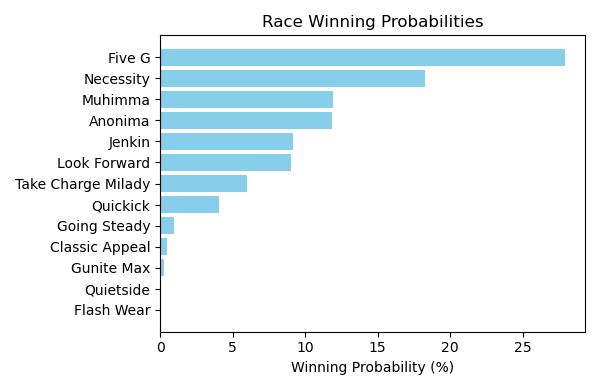 Race Winning Probabilities
Five G
Necessity
Muhimma
Anonima
Jenkin
Look Forward
Take Charge Milady
Quickick
Going Steady
Classic Appeal
Gunite Max
Quietside
Flash Wear
0 5 10 15 20 25
Winning Probability (%)